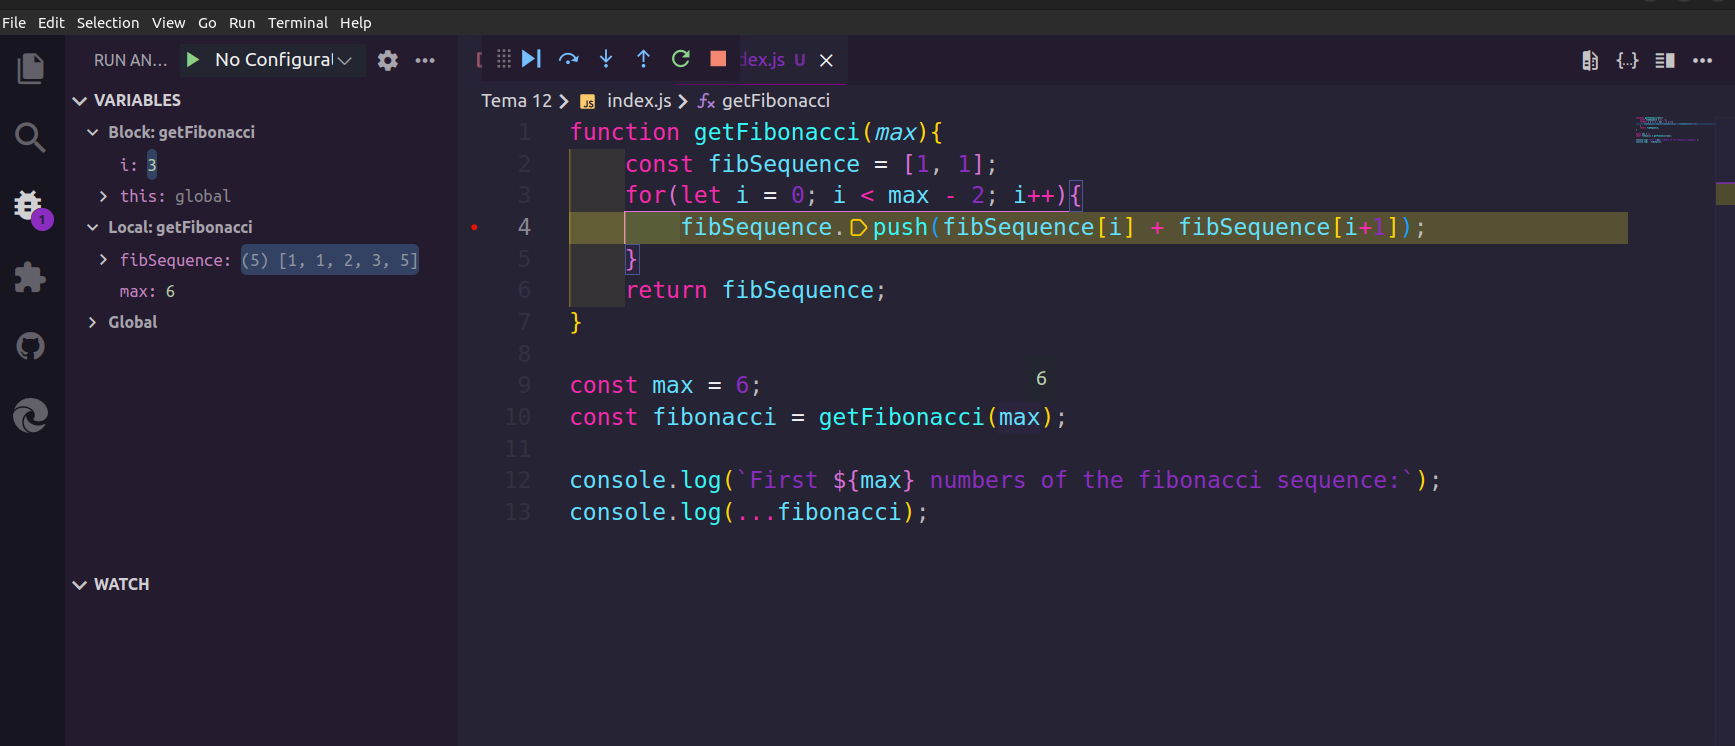 File Edit Selection View Go Run Terminal Help
RUN AN... No Configurat dex.js U
VARIABLES
Block: getFibonacci
i: 3
this: global
Local: getFibonacci
fibSequence: (5) [1, 1, 2, 3, 5]
max: 6
Global
WATCH
1
Tema 12 > JS index.js > getFibonacci
1 function getFibonacci(max){
2 const fibSequence = [1, 1];
3 for(let i = 0; i < max - 2; i++){
4 fibSequence.push(fibSequence[i] + fibSequence[i+1]);
5 }
6 return fibSequence;
7 }
8
6
9 const max = 6;
10 const fibonacci = getFibonacci(max);
11
12 console.log(`First ${max} numbers of the fibonacci sequence:`);
13 console.log(...fibonacci);